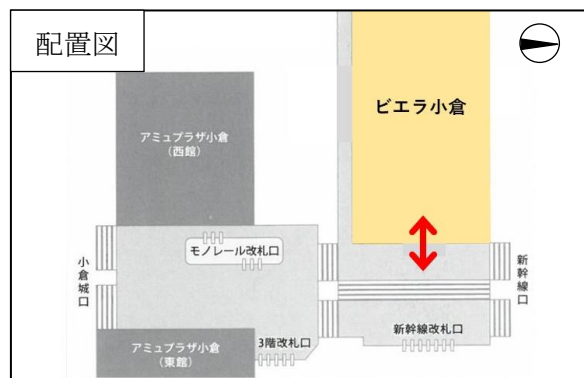 配置図
ビエラ小倉
アミュプラザ小倉
（西館）
モノレール改札口
小倉城口
新幹線口
3階改札口
新幹線改札口
アミュプラザ小倉
（東館）